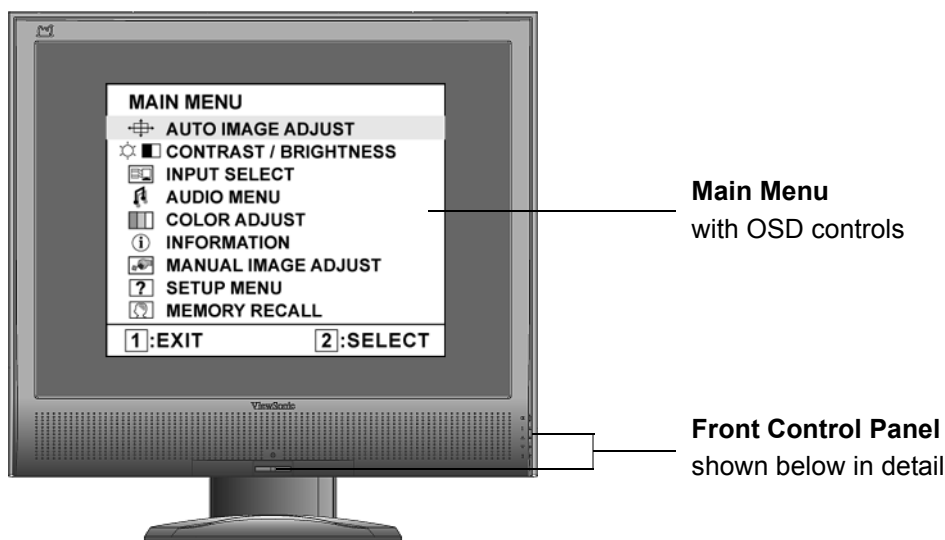 MAIN MENU
AUTO IMAGE ADJUST
CONTRAST / BRIGHTNESS
INPUT SELECT
AUDIO MENU
COLOR ADJUST
INFORMATION
MANUAL IMAGE ADJUST
SETUP MENU
MEMORY RECALL
1:EXIT 2:SELECT
ViewSonic
Main Menu
with OSD controls
Front Control Panel
shown below in detail